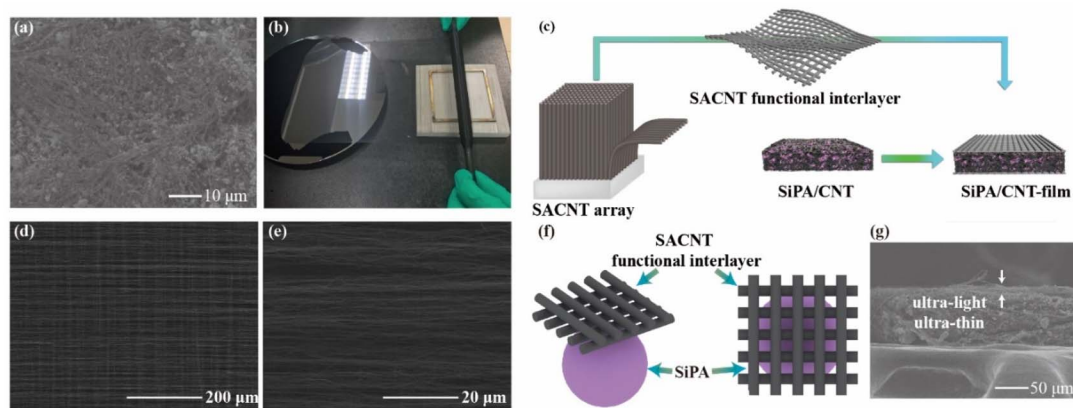 (a)
10 μm
(b)
(c)
SACNT functional interlayer
SACNT array
SiPA/CNT
SiPA/CNT-film
(d)
200 μm
(e)
20 μm
(f)
SACNT
functional interlayer
SiPA
(g)
ultra-light
ultra-thin
50 μm